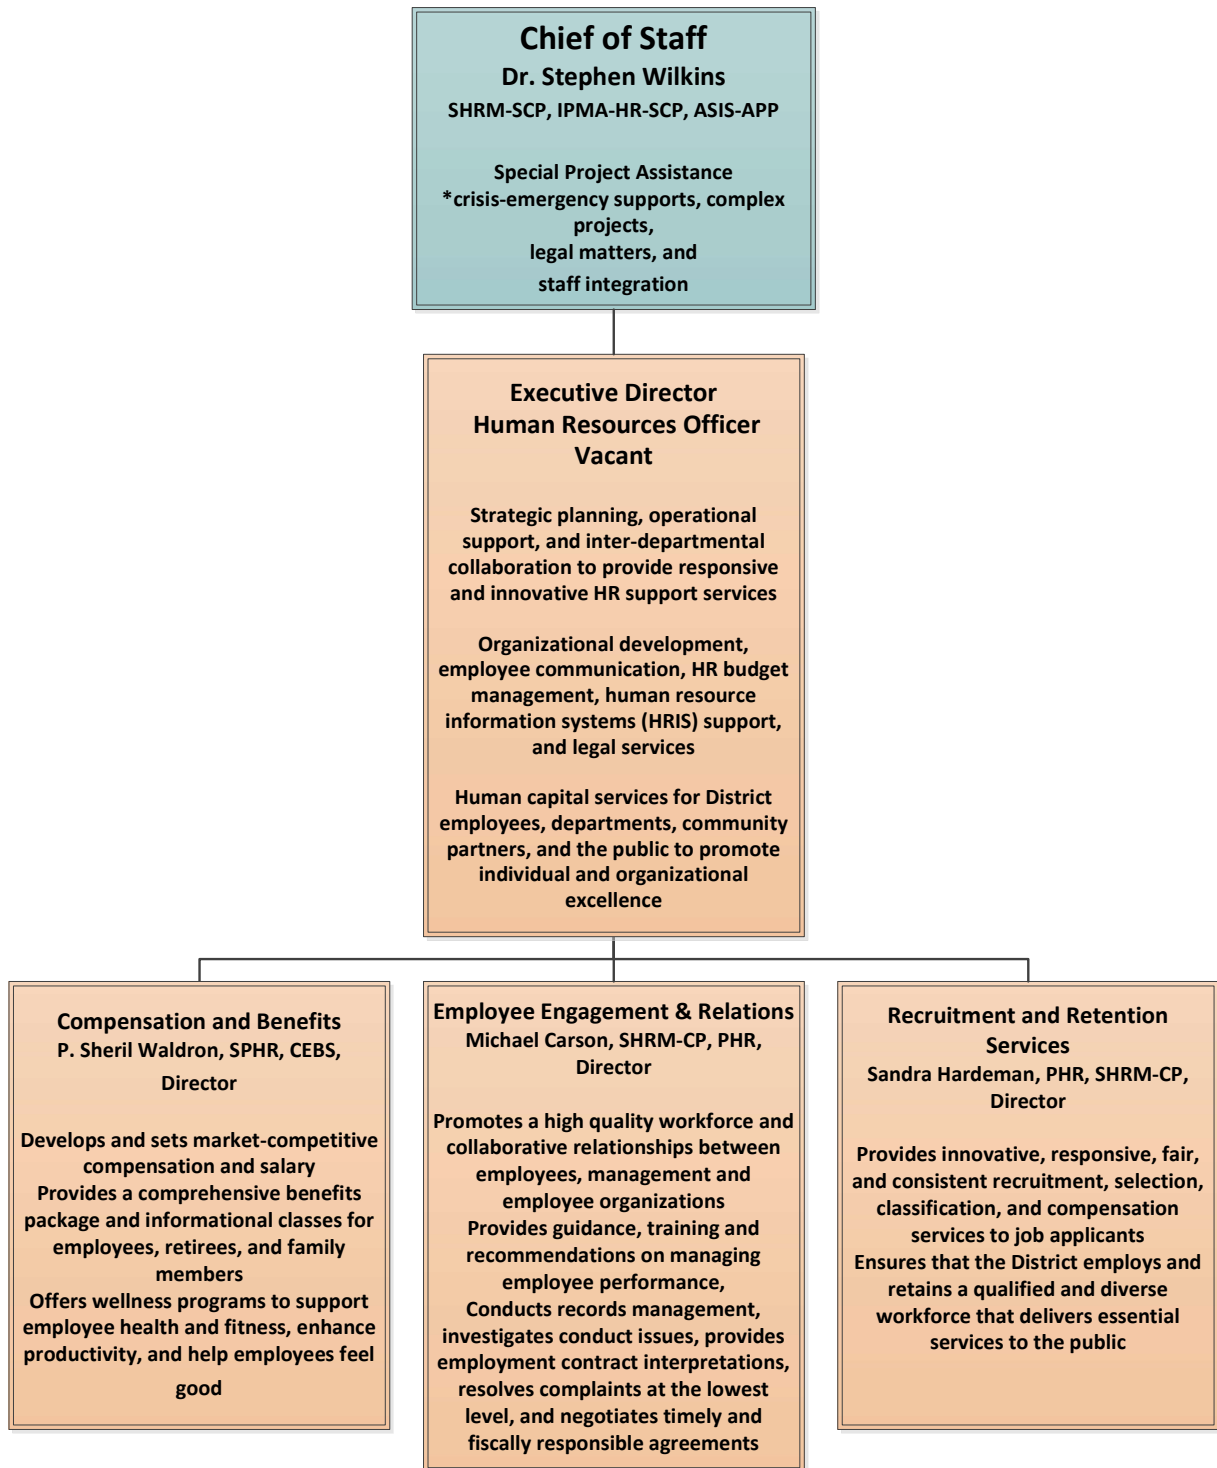 Chief of Staff
Dr. Stephen Wilkins
SHRM-SCP, IPMA-HR-SCP, ASIS-APP
Special Project Assistance
*crisis-emergency supports, complex
projects,
legal matters, and
staff integration
Executive Director
Human Resources Officer
Vacant
Strategic planning, operational
support, and inter-departmental
collaboration to provide responsive
and innovative HR support services
Organizational development,
employee communication, HR budget
management, human resource
information systems (HRIS) support,
and legal services
Human capital services for District
employees, departments, community
partners, and the public to promote
individual and organizational
excellence
Compensation and Benefits
P. Sheril Waldron, SPHR, CEBS,
Director
Develops and sets market-competitive
compensation and salary
Provides a comprehensive benefits
package and informational classes for
employees, retirees, and family
members
Offers wellness programs to support
employee health and fitness, enhance
productivity, and help employees feel
good
Employee Engagement & Relations
Michael Carson, SHRM-CP, PHR,
Director
Promotes a high quality workforce and
collaborative relationships between
employees, management and
employee organizations
Provides guidance, training and
recommendations on managing
employee performance,
Conducts records management,
investigates conduct issues, provides
employment contract interpretations,
resolves complaints at the lowest
level, and negotiates timely and
fiscally responsible agreements
Recruitment and Retention
Services
Sandra Hardeman, PHR, SHRM-CP,
Director
Provides innovative, responsive, fair,
and consistent recruitment, selection,
classification, and compensation
services to job applicants
Ensures that the District employs and
retains a qualified and diverse
workforce that delivers essential
services to the public